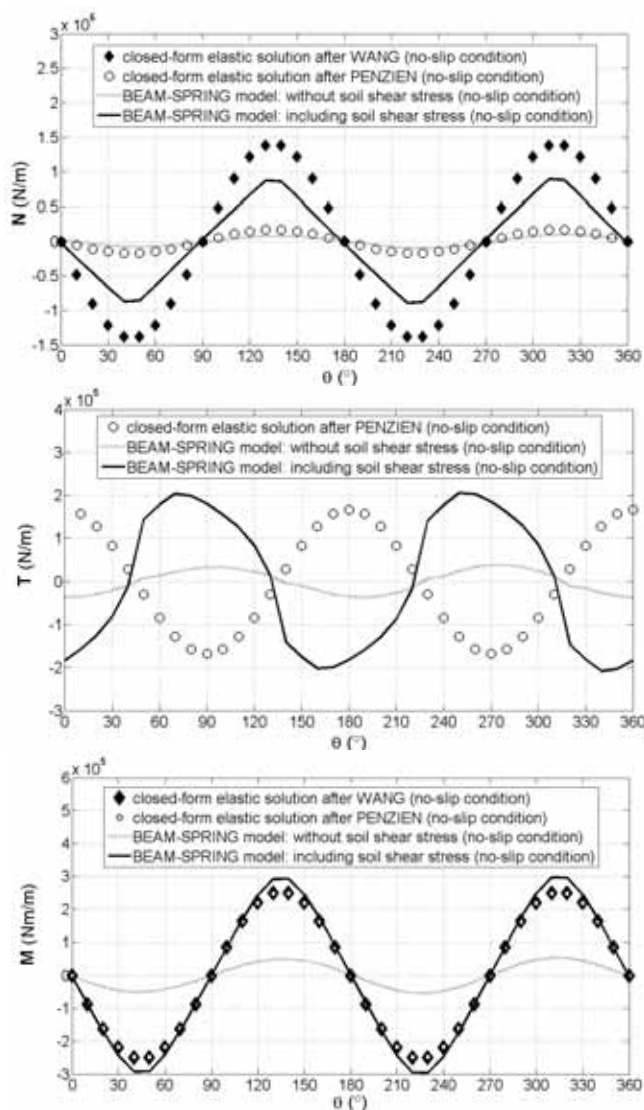 x 10⁶
3
2.5
2
1.5
1
0.5
0
-0.5
-1
-1.5
N (N/m)
closed-form elastic solution after WANG (no-slip condition)
closed-form elastic solution after PENZIEN (no-slip condition)
BEAM-SPRING model: without soil shear stress (no-slip condition)
BEAM-SPRING model: including soil shear stress (no-slip condition)
0 30 60 90 120 150 180 210 240 270 300 330 360
θ (°)
x 10⁵
4
3
2
1
0
-1
-2
-3
T (N/m)
closed-form elastic solution after PENZIEN (no-slip condition)
BEAM-SPRING model: without soil shear stress (no-slip condition)
BEAM-SPRING model: including soil shear stress (no-slip condition)
0 30 60 90 120 150 180 210 240 270 300 330 360
θ (°)
x 10⁵
6
5
4
3
2
1
0
-1
-2
-3
M (Nm/m)
closed-form elastic solution after WANG (no-slip condition)
closed-form elastic solution after PENZIEN (no-slip condition)
BEAM-SPRING model: without soil shear stress (no-slip condition)
BEAM-SPRING model: including soil shear stress (no-slip condition)
0 30 60 90 120 150 180 210 240 270 300 330 360
θ (°)